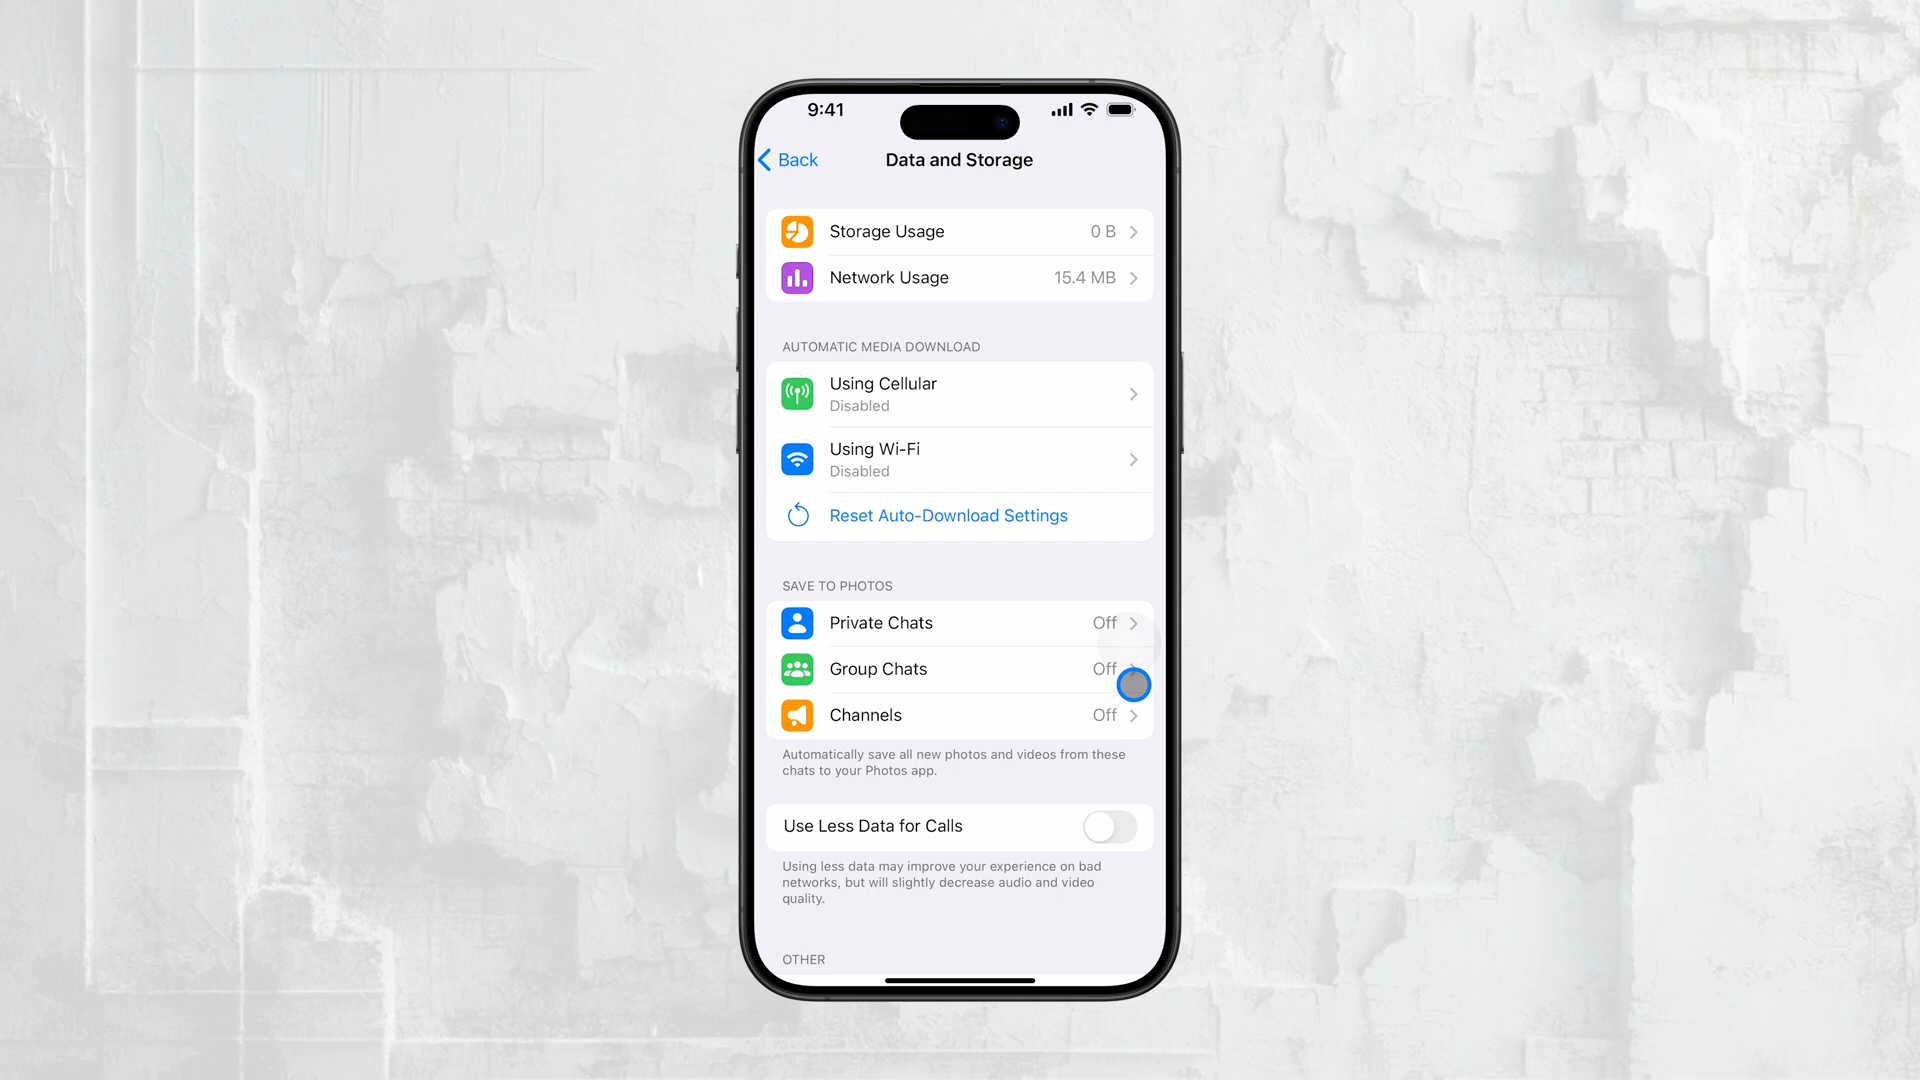 9:41
Back
Data and Storage
Storage Usage 0 B
Network Usage 15.4 MB
AUTOMATIC MEDIA DOWNLOAD
Using Cellular
Disabled
Using Wi-Fi
Disabled
Reset Auto-Download Settings
SAVE TO PHOTOS
Private Chats Off
Group Chats Off
Channels Off
Automatically save all new photos and videos from these
chats to your Photos app.
Use Less Data for Calls
Using less data may improve your experience on bad
networks, but will slightly decrease audio and video
quality.
OTHER